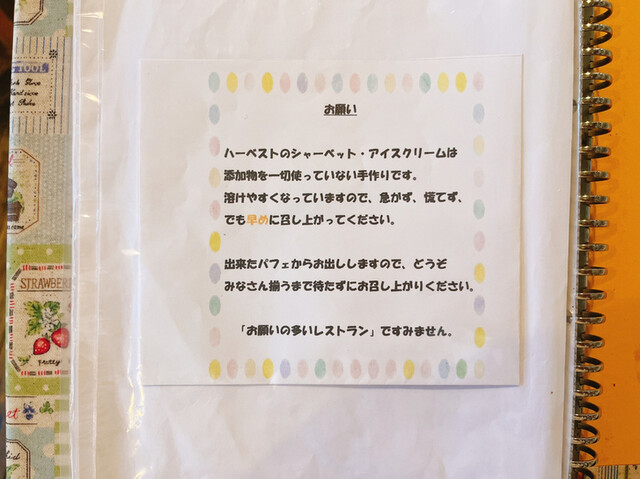 お願い
ハーベストのシャーベット・アイスクリームは
添加物を一切使っていない手作りです。
溶けやすくなっていますので、急がず、慌てず、
でも早めに召し上がってください。
出来たパフェからお出ししますので、どうぞ
みなさん揃うまで待たずにお召し上がりください。
「お願いの多いレストラン」ですみません。
STRAWBERR